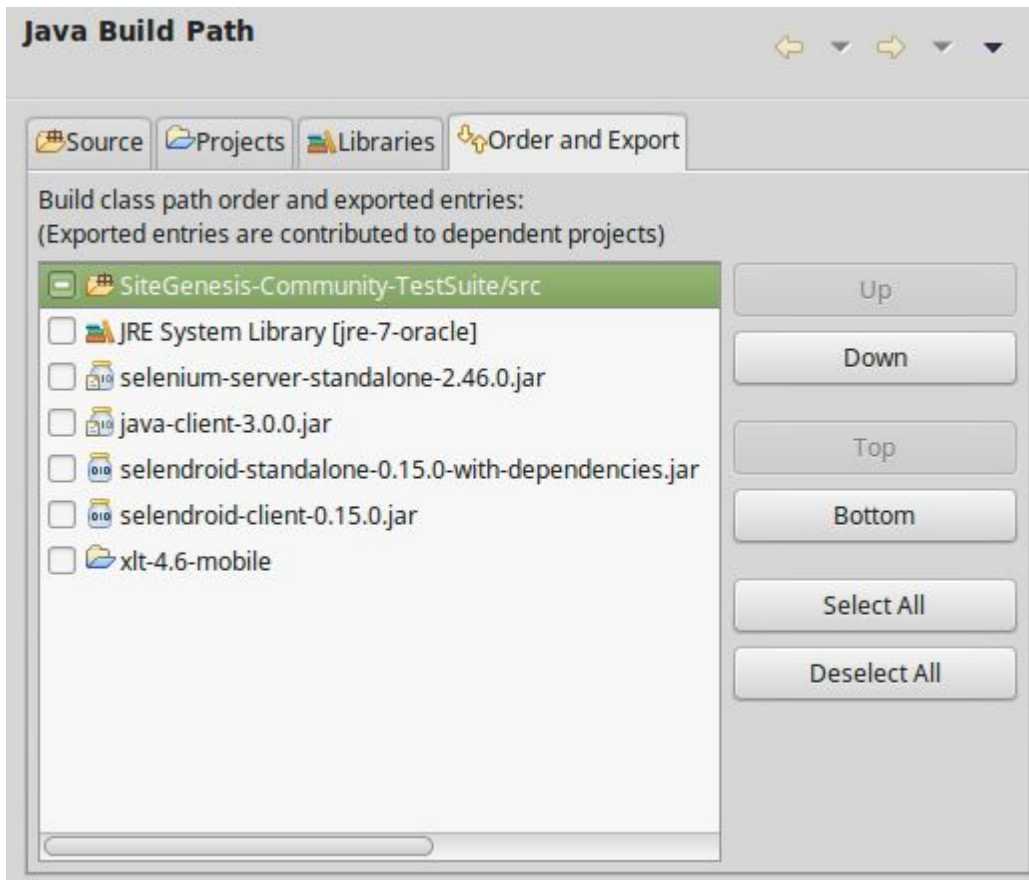 Java Build Path
Source Projects Libraries Order and Export
Build class path order and exported entries:
(Exported entries are contributed to dependent projects)
SiteGenesis-Community-TestSuite/src
JRE System Library [jre-7-oracle]
selenium-server-standalone-2.46.0.jar
java-client-3.0.0.jar
selendroid-standalone-0.15.0-with-dependencies.jar
selendroid-client-0.15.0.jar
xlt-4.6-mobile
Up
Down
Top
Bottom
Select All
Deselect All